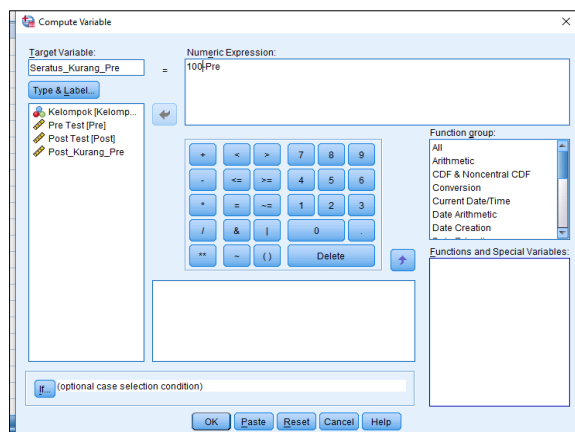 Compute Variable
Target Variable:
Seratus_Kurang_Pre
=
Numeric Expression:
100-Pre
Type & Label...
Kelompok [Kelomp...
Pre Test [Pre]
Post Test [Post]
Post_Kurang_Pre
+ < > 7 8 9
- <= >= 4 5 6
* = ~= 1 2 3
/ & | 0 .
** ~ ( ) Delete
Function group:
All
Arithmetic
CDF & Noncentral CDF
Conversion
Current Date/Time
Date Arithmetic
Date Creation
Functions and Special Variables:
If... (optional case selection condition)
OK Paste Reset Cancel Help